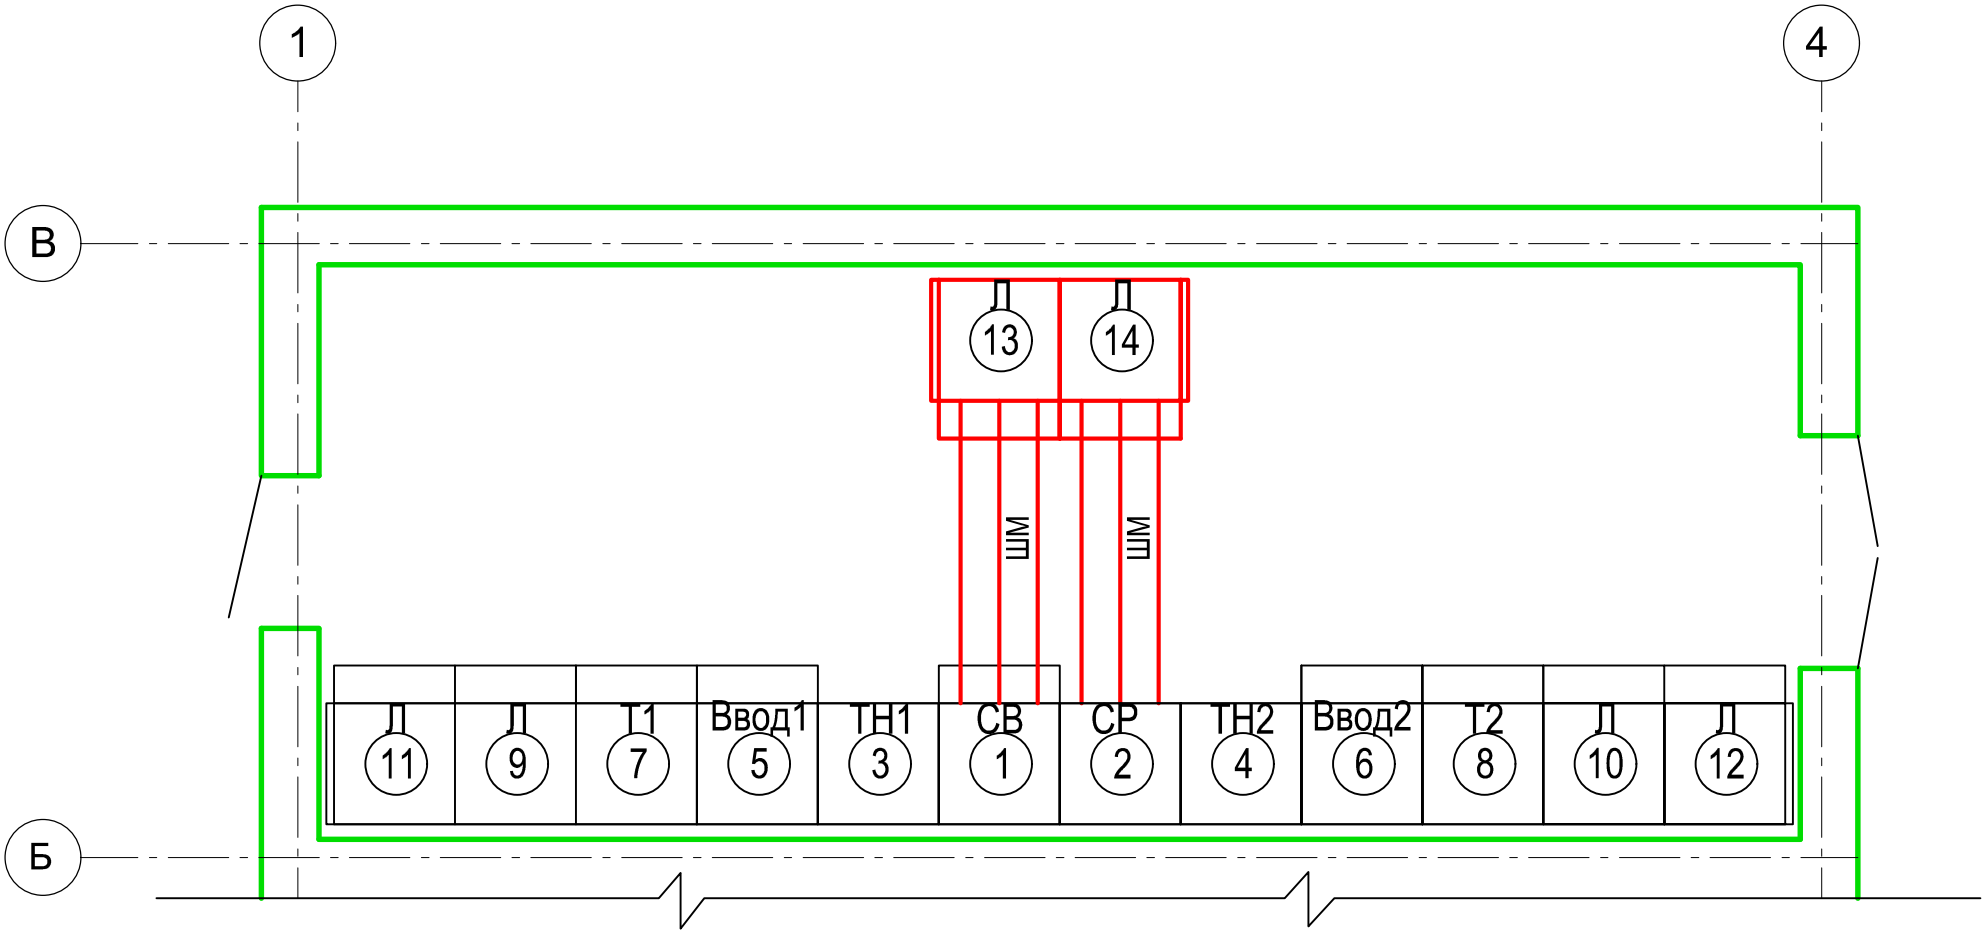 1 4
В
Л Л
13 14
ШМ ШМ
Л Л Т1 Ввод1 ТН1 СВ СР ТН2 Ввод2 Т2 Л Л
11 9 7 5 3 1 2 4 6 8 10 12
Б